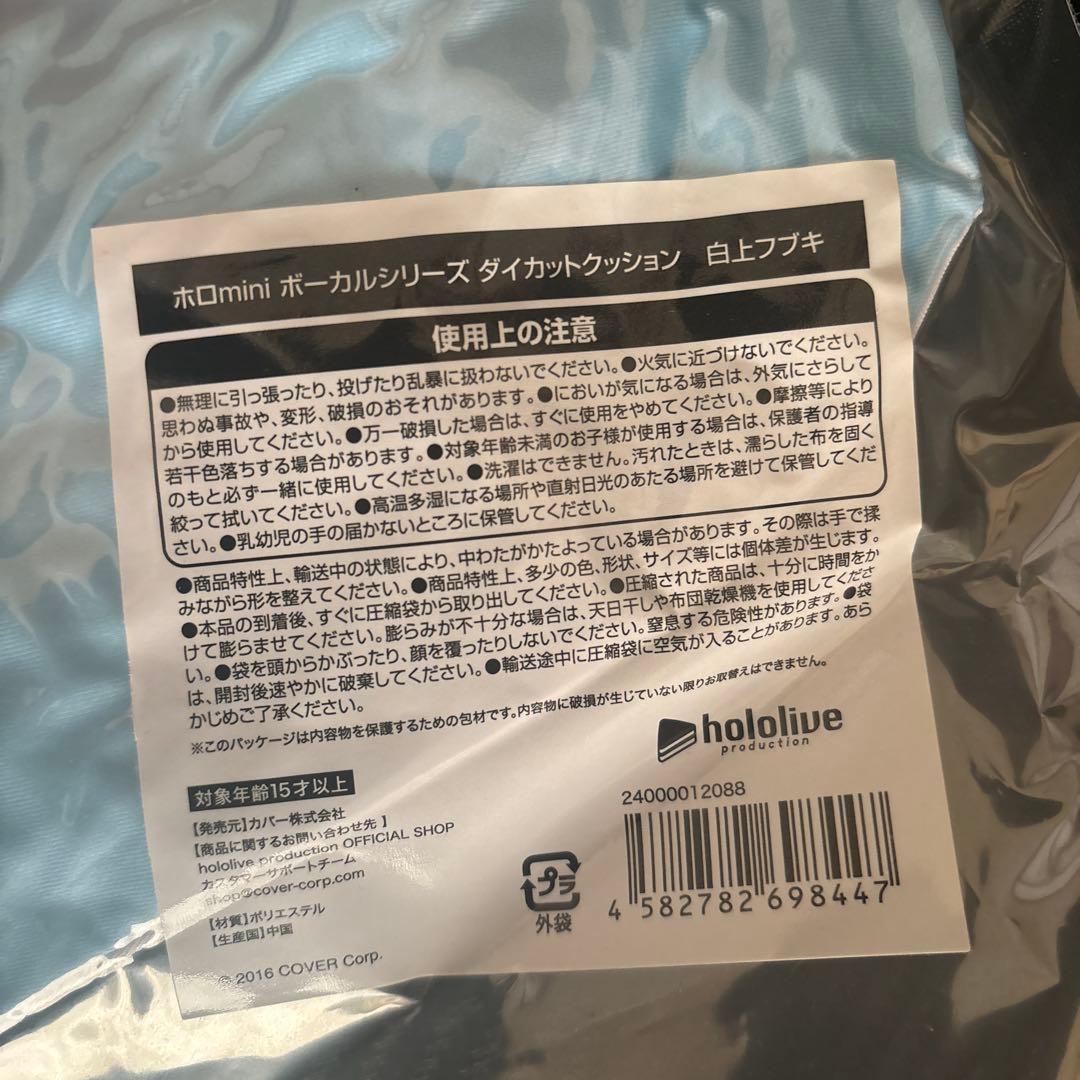 ホロmini ボーカルシリーズ ダイカットクッション 白上フブキ
使用上の注意
●無理に引っ張ったり、投げたり乱暴に扱わないでください。●火気に近づけないでください。
思わぬ事故や、変形、破損のおそれがあります。●においが気になる場合は、外気にさらして
から使用してください。●万一破損した場合は、すぐに使用をやめてください。●摩擦等により
若干色落ちする場合があります。●対象年齢未満のお子様が使用する場合は、保護者の指導
のもと必ず一緒に使用してください。●洗濯はできません。汚れたときは、濡らした布を固く
絞って拭いてください。●高温多湿になる場所や直射日光のあたる場所を避けて保管してくだ
さい。●乳幼児の手の届かないところに保管してください。
●商品特性上、輸送中の状態により、中わたがかたよっている場合があります。その際は手で揉
みながら形を整えてください。●商品特性上、多少の色、形状、サイズ等には個体差が生じます。
●本品の到着後、すぐに圧縮袋から取り出してください。●圧縮された商品は、十分に時間をか
けて膨らませてください。膨らみが不十分な場合は、天日干しや布団乾燥機を使用してくださ
い。●袋を頭からかぶったり、顔を覆ったりしないでください。窒息する危険性があります。●袋
は、開封後速やかに破棄してください。●輸送途中に圧縮袋に空気が入ることがあります。あら
かじめご了承ください。
※このパッケージは内容物を保護するための包材です。内容物に破損が生じていない限りお取替えはできません。
hololive
production
対象年齢15才以上
【発売元】カバー株式会社
【商品に関するお問い合わせ先】
hololive production OFFICIAL SHOP
カスタマーサポートチーム
shop@cover-corp.com
【材質】ポリエステル
【生産国】中国
© 2016 COVER Corp.
プラ
外袋
24000012088
4 582782 698447